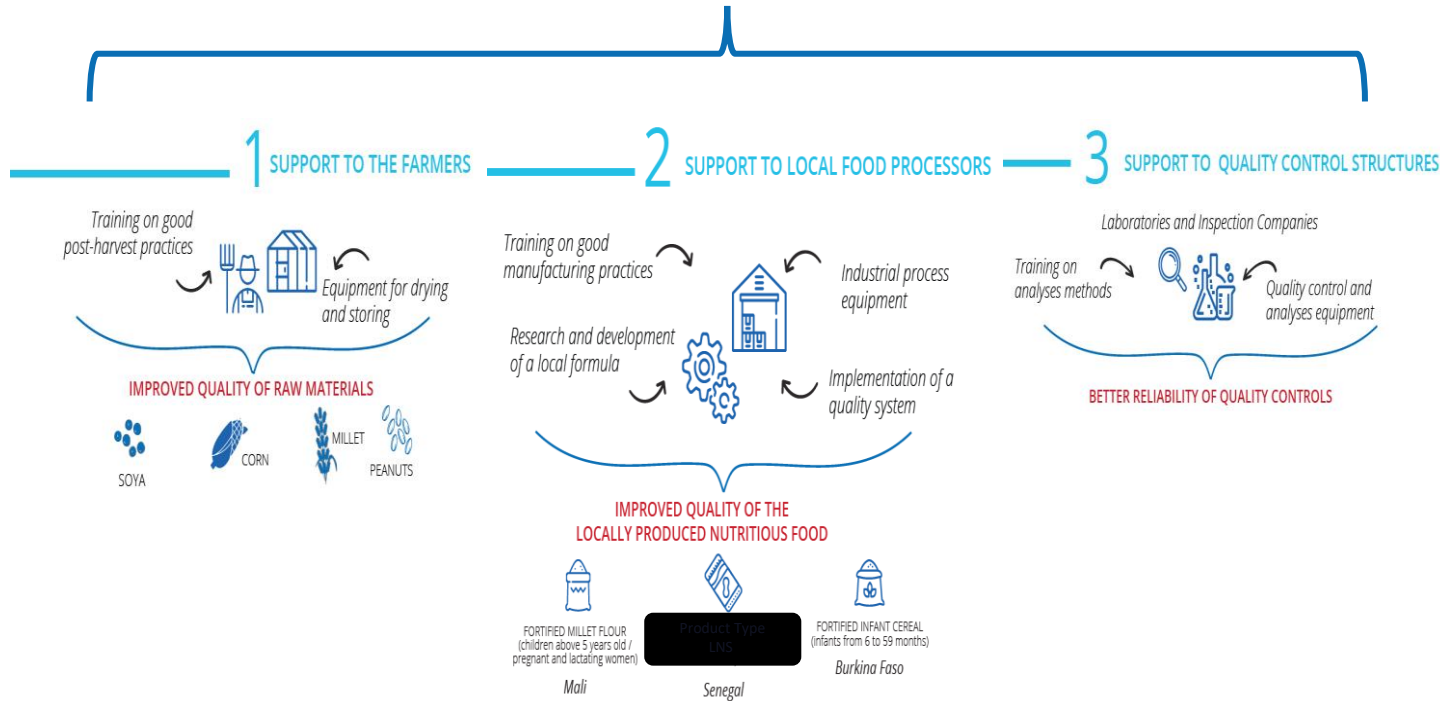 1 SUPPORT TO THE FARMERS
Training on good
post-harvest practices
Equipment for drying
and storing
IMPROVED QUALITY OF RAW MATERIALS
SOYA
CORN
MILLET
PEANUTS
2 SUPPORT TO LOCAL FOOD PROCESSORS
Training on good
manufacturing practices
Industrial process
equipment
Research and development
of a local formula
Implementation of a
quality system
IMPROVED QUALITY OF THE
LOCALLY PRODUCED NUTRITIOUS FOOD
FORTIFIED MILLET FLOUR
(children above 5 years old /
pregnant and lactating women)
Mali
Product Type
LNS
Senegal
FORTIFIED INFANT CEREAL
(infants from 6 to 59 months)
Burkina Faso
3 SUPPORT TO QUALITY CONTROL STRUCTURES
Laboratories and Inspection Companies
Training on
analyses methods
Quality control and
analyses equipment
BETTER RELIABILITY OF QUALITY CONTROLS